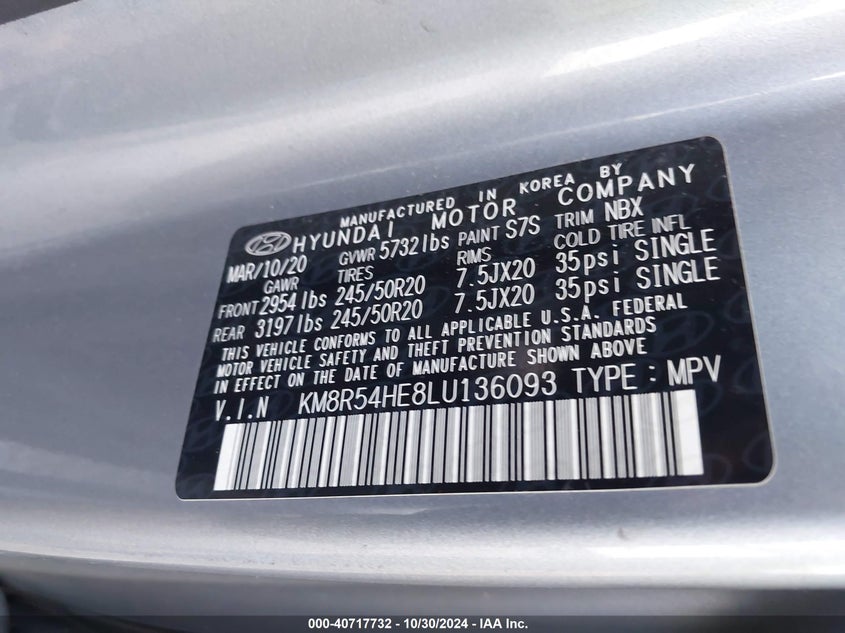 MANUFACTURED IN KOREA BY
HYUNDAI MOTOR COMPANY
MAR/10/20 GVWR 5732lbs PAINT S7S TRIM NBX
GAWR TIRES RIMS COLD TIRE INFL
FRONT 2954lbs 245/50R20 7.5JX20 35psi SINGLE
REAR 3197lbs 245/50R20 7.5JX20 35psi SINGLE
THIS VEHICLE CONFORMS TO ALL APPLICABLE U.S.A. FEDERAL
MOTOR VEHICLE SAFETY AND THEFT PREVENTION STANDARDS
IN EFFECT ON THE DATE OF MANUFACTURE SHOWN ABOVE
V.I.N KM8R54HE8LU136093 TYPE : MPV
000-40717732 - 10/30/2024 - IAA Inc.